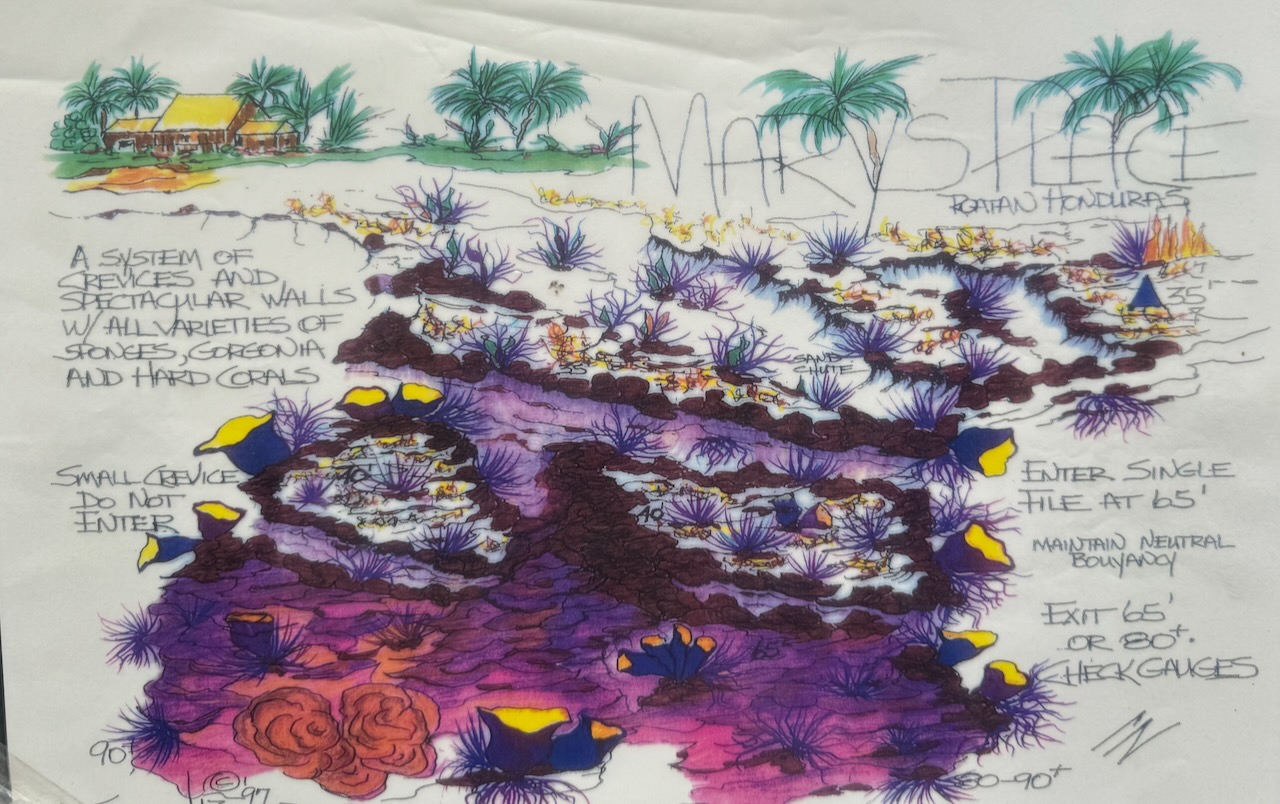 MARYS PLACE
ROATAN HONDURAS
A SYSTEM OF
CREVICES AND
SPECTACULAR WALLS
W/ ALL VARIETIES OF
SPONGES, GORGONIA
AND HARD CORALS
35'
35
SAND
CHUTE
SMALL CREVICE
DO NOT
ENTER
40
40
ENTER SINGLE
FILE AT 65'
MAINTAIN NEUTRAL
BOUYANCY
EXIT 65'
OR 80+.
CHECK GAUGES
65'
90'
80-90+
©
97